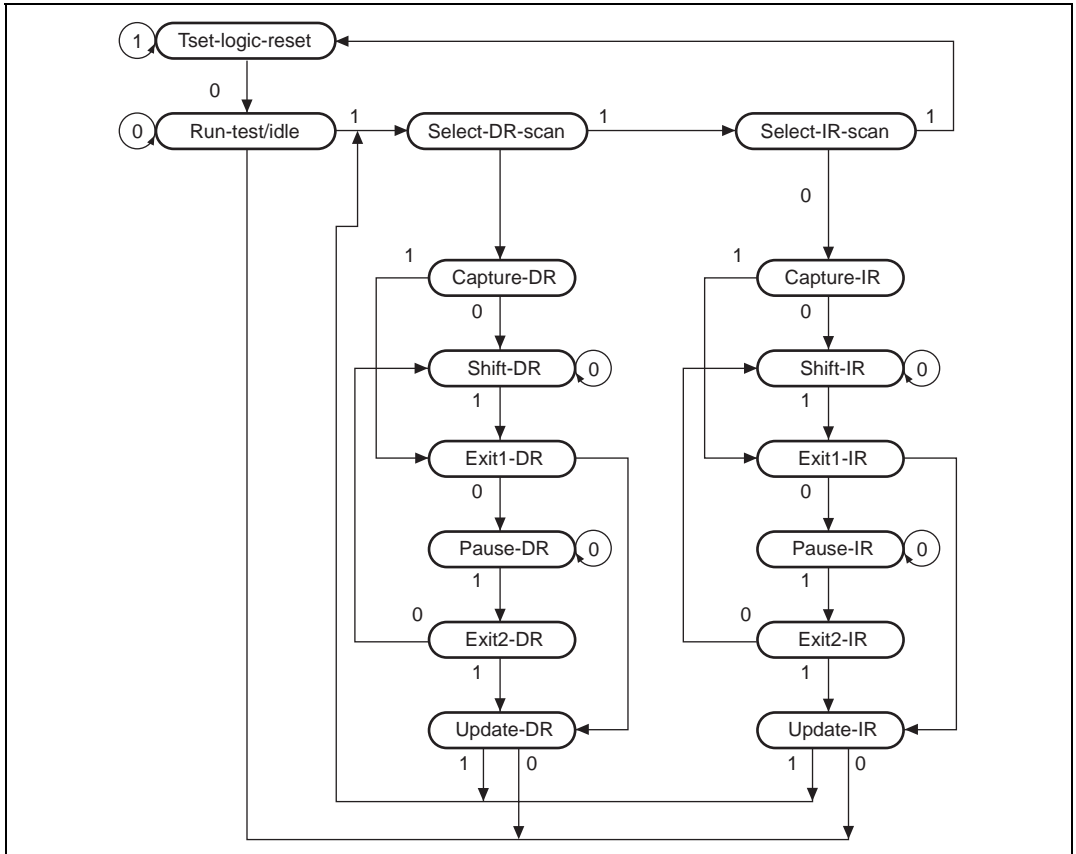 1 Tset-logic-reset
0
0 Run-test/idle 1 Select-DR-scan 1 Select-IR-scan 1
0
1 Capture-DR 1 Capture-IR
0 0
Shift-DR 0 Shift-IR 0
1 1
Exit1-DR Exit1-IR
0 0
Pause-DR 0 Pause-IR 0
1 1
0 Exit2-DR 0 Exit2-IR
1 1
Update-DR Update-IR
1 0 1 0